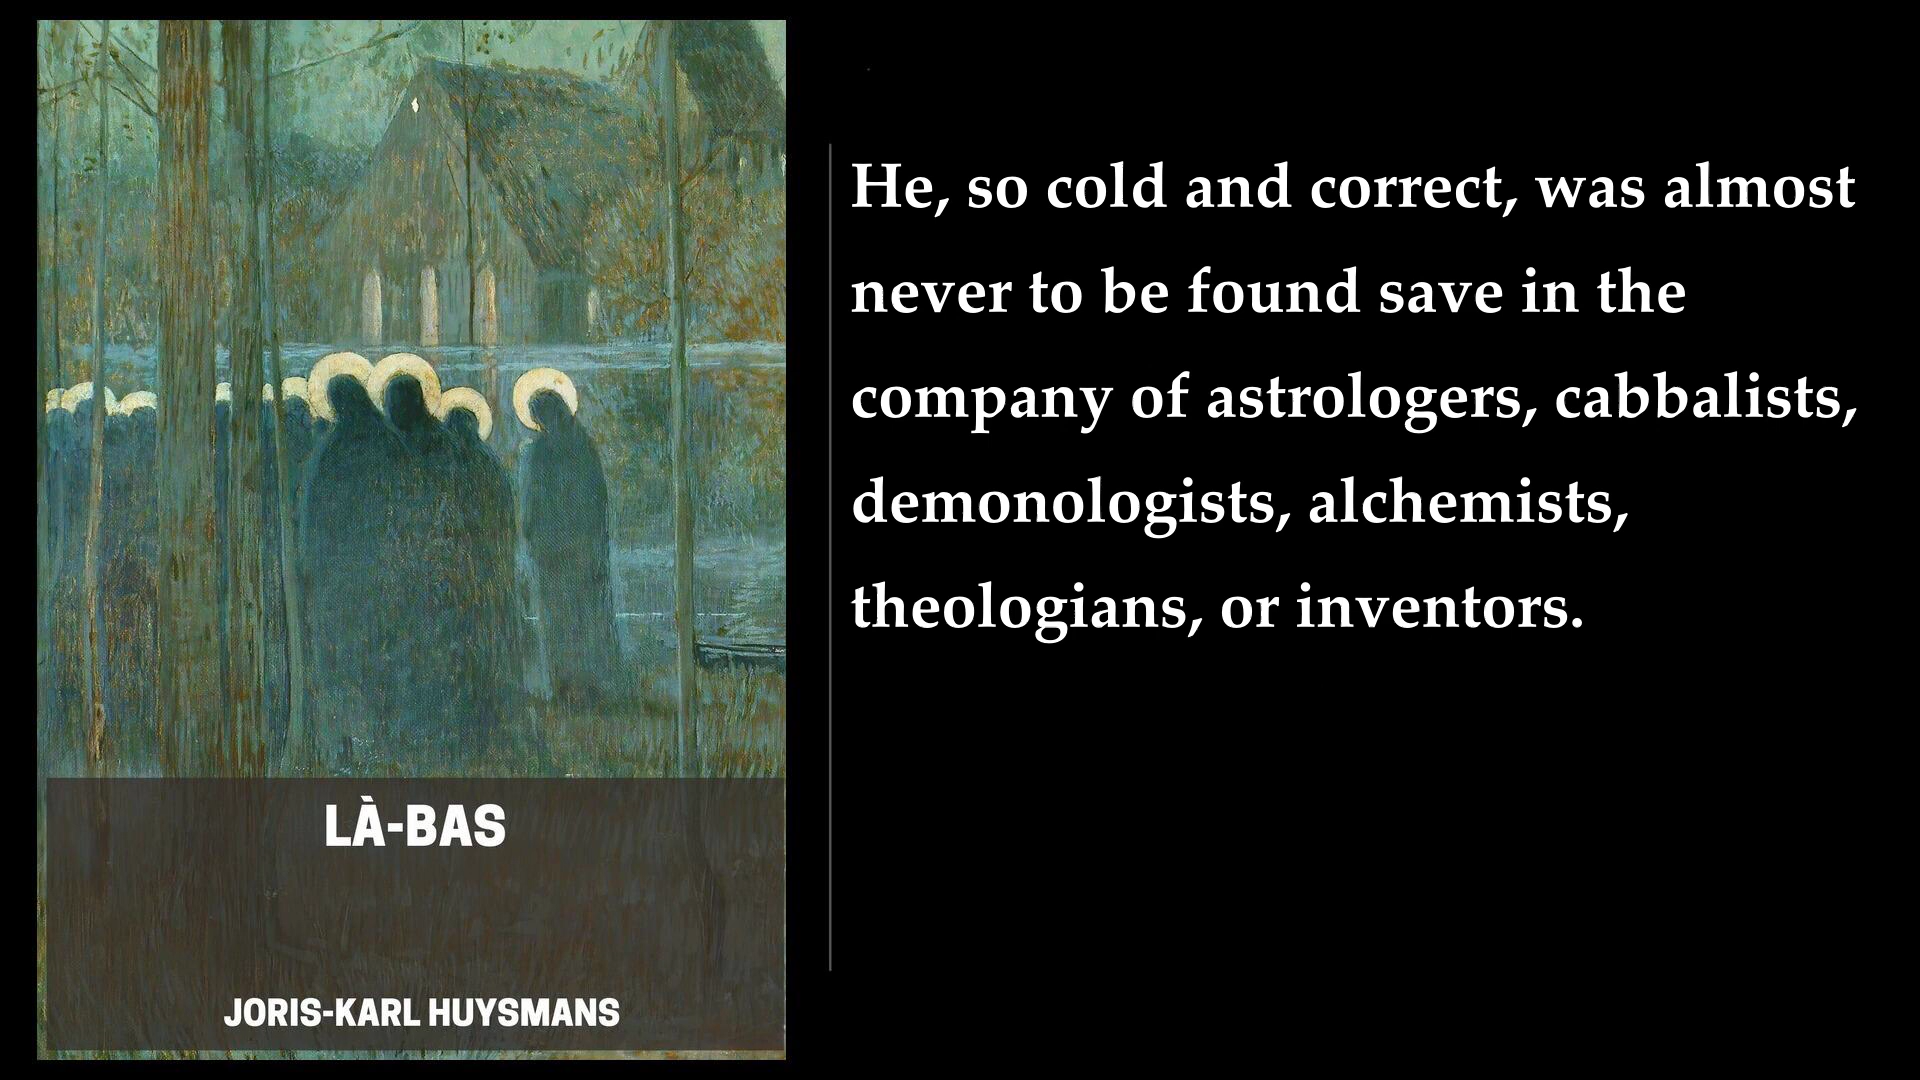 LÀ-BAS
JORIS-KARL HUYSMANS
He, so cold and correct, was almost
never to be found save in the
company of astrologers, cabbalists,
demonologists, alchemists,
theologians, or inventors.